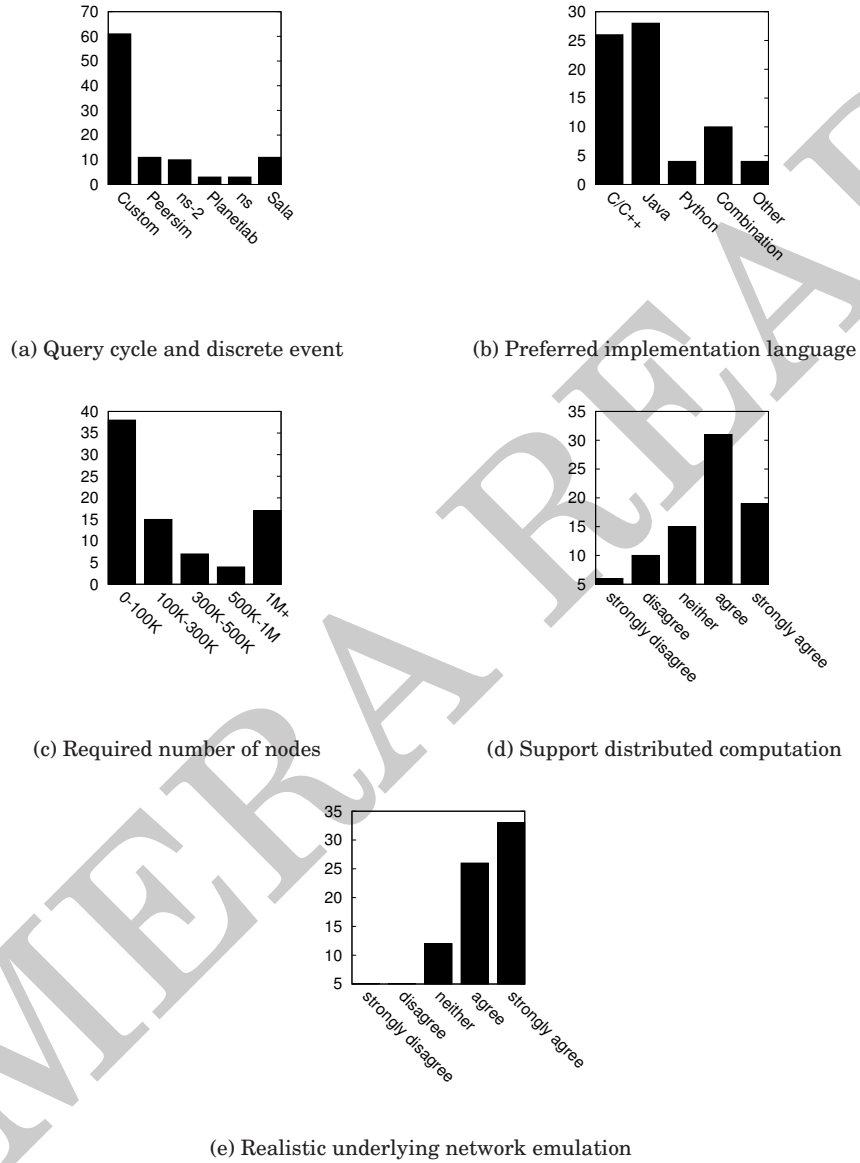 70
60
50
40
30
20
10
0
Custom
Peersim
ns-2
Planetlab
ns
Sala
(a) Query cycle and discrete event
30
25
20
15
10
5
0
C/C++
Java
Python
Combination
Other
(b) Preferred implementation language
40
35
30
25
20
15
10
5
0
0-100K
100K-300K
300K-500K
500K-1M
1M+
(c) Required number of nodes
35
30
25
20
15
10
5
strongly disagree
disagree
neither
agree
strongly agree
(d) Support distributed computation
35
30
25
20
15
10
5
strongly disagree
disagree
neither
agree
strongly agree
(e) Realistic underlying network emulation
MERA REA